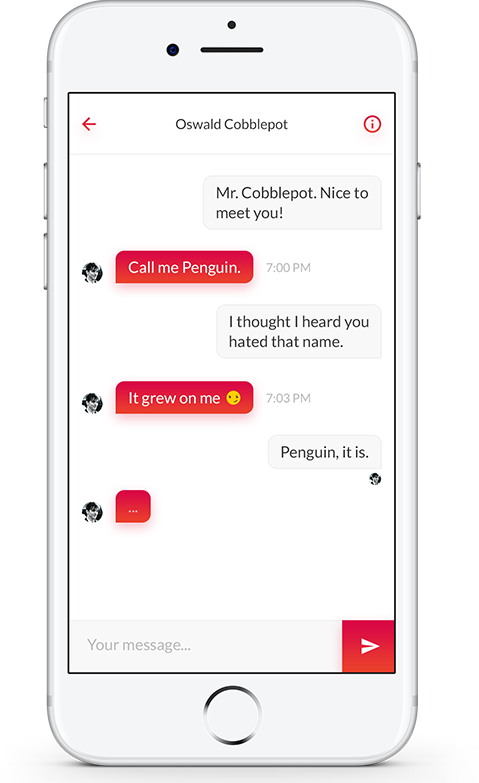 Oswald Cobblepot
Mr. Cobblepot. Nice to
meet you!
Call me Penguin.
7:00 PM
I thought I heard you
hated that name.
It grew on me 😏
7:03 PM
Penguin, it is.
...
Your message...